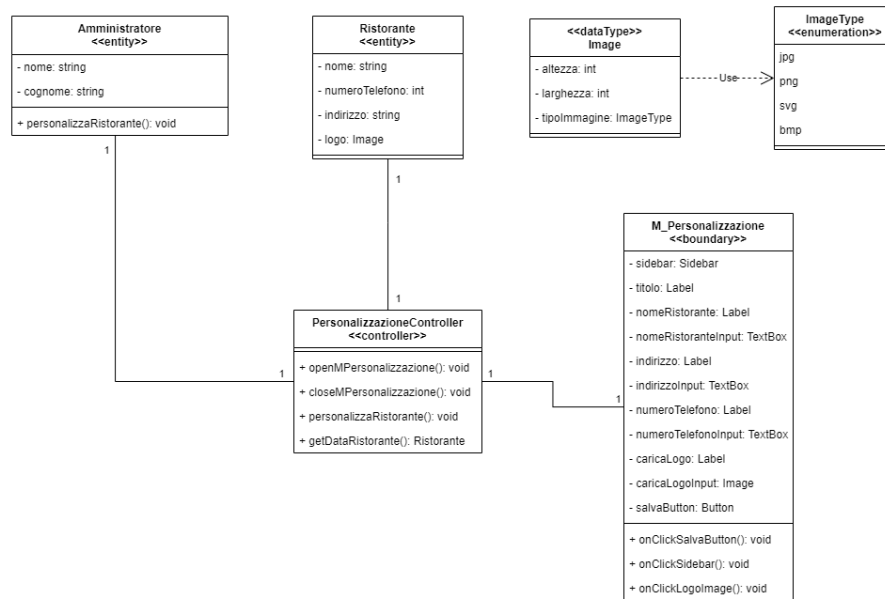 Amministratore
<<entity>>
- nome: string
- cognome: string
+ personalizzaRistorante(): void
1
Ristorante
<<entity>>
- nome: string
- numeroTelefono: int
- indirizzo: string
- logo: Image
1
<<dataType>>
Image
- altezza: int
- larghezza: int
- tipoImmagine: ImageType
Use
ImageType
<<enumeration>>
jpg
png
svg
bmp
1
PersonalizzazioneController
<<controller>>
+ openMPersonalizzazione(): void
+ closeMPersonalizzazione(): void
+ personalizzaRistorante(): void
+ getDataRistorante(): Ristorante
1
1
1
M_Personalizzazione
<<boundary>>
- sidebar: Sidebar
- titolo: Label
- nomeRistorante: Label
- nomeRistoranteInput: TextBox
- indirizzo: Label
- indirizzoInput: TextBox
- numeroTelefono: Label
- numeroTelefonoInput: TextBox
- caricaLogo: Label
- caricaLogoInput: Image
- salvaButton: Button
+ onClickSalvaButton(): void
+ onClickSidebar(): void
+ onClickLogoImage(): void